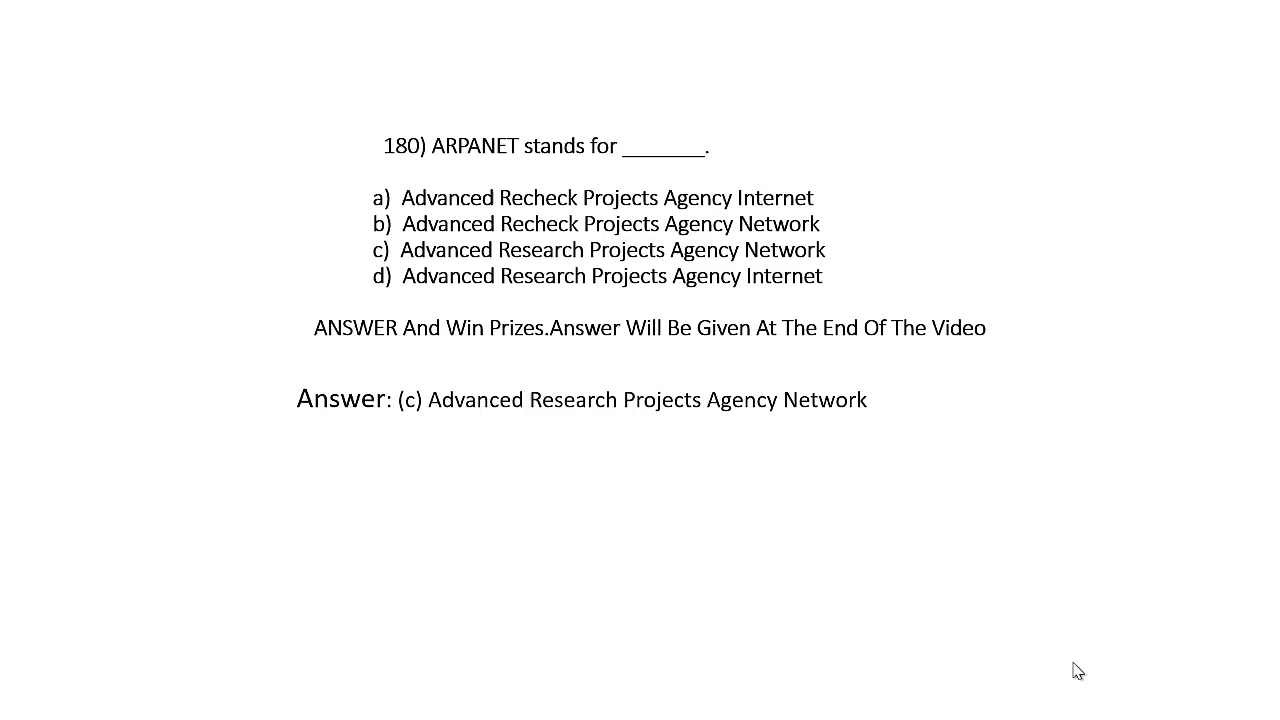 180) ARPANET stands for _______.
a) Advanced Recheck Projects Agency Internet
b) Advanced Recheck Projects Agency Network
c) Advanced Research Projects Agency Network
d) Advanced Research Projects Agency Internet
ANSWER And Win Prizes.Answer Will Be Given At The End Of The Video
Answer: (c) Advanced Research Projects Agency Network